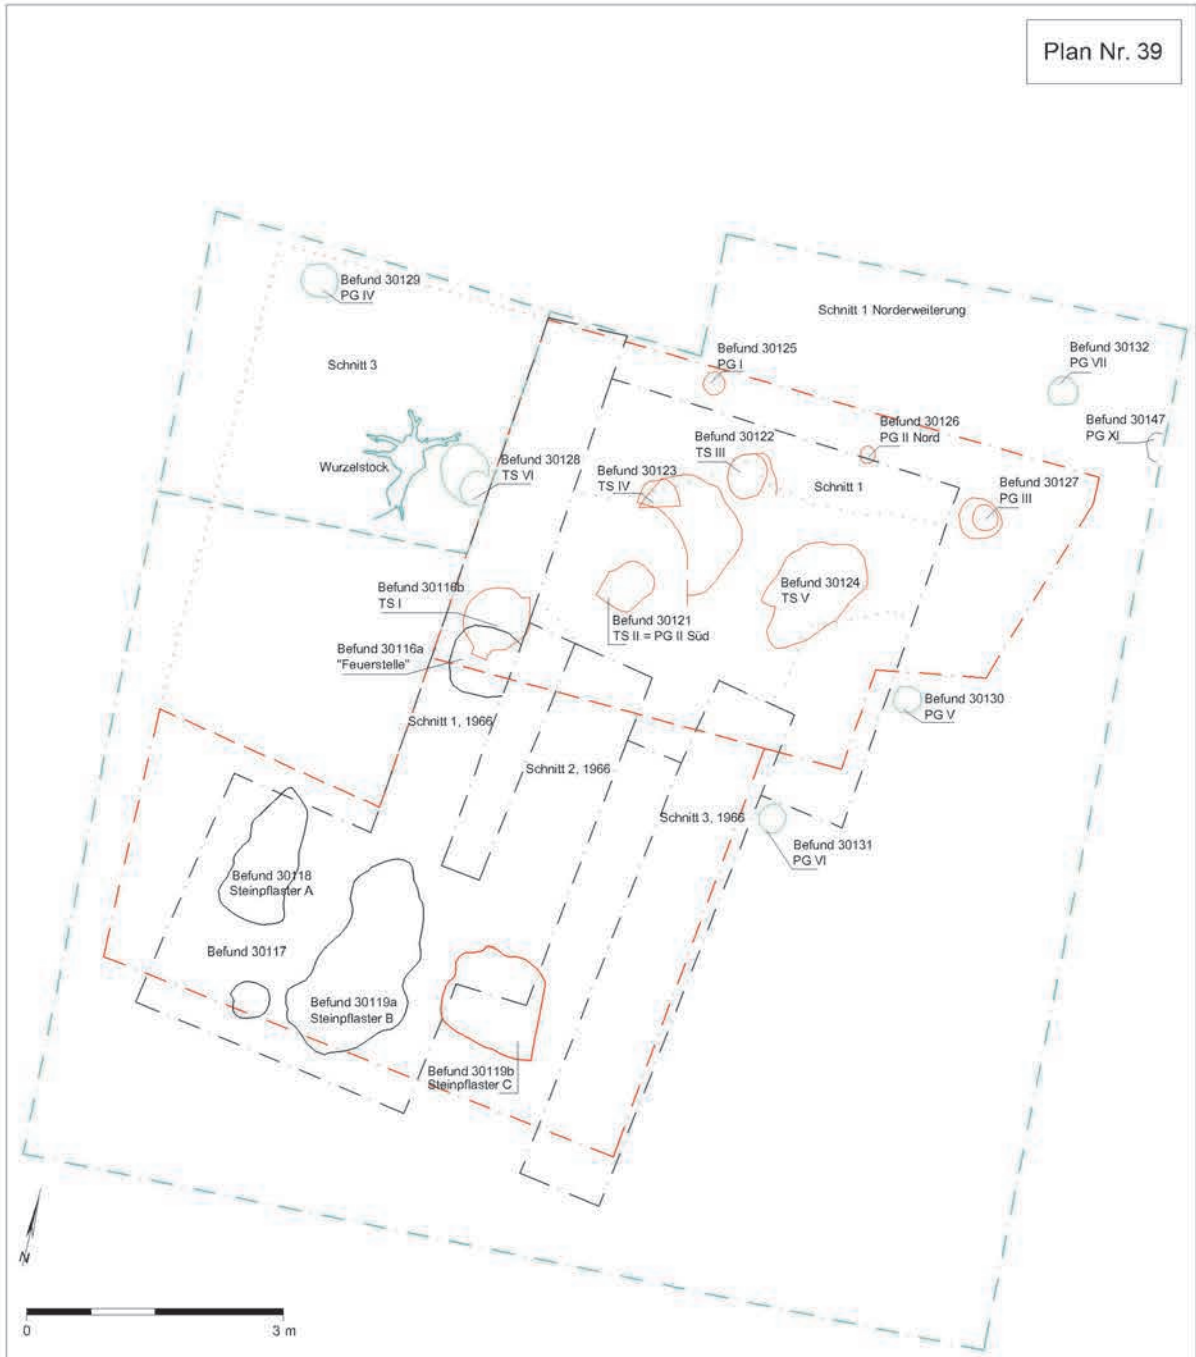 Plan Nr. 39
Befund 30129
PG IV
Schnitt 1 Norderweiterung
Befund 30125
PG I
Befund 30132
PG VII
Schnitt 3
Befund 30126
PG II Nord
Befund 30147
PG XI
Befund 30122
TS III
Wurzelstock
Befund 30128
TS VI
Befund 30123
TS IV
Schnitt 1
Befund 30127
PG III
Befund 30116b
TS I
Befund 30124
TS V
Befund 30121
TS II = PG II Süd
Befund 30116a
"Feuerstelle"
Befund 30130
PG V
Schnitt 1, 1966
Schnitt 2, 1966
Schnitt 3, 1966
Befund 30131
PG VI
Befund 30118
Steinpflaster A
Befund 30117
Befund 30119a
Steinpflaster B
Befund 30119b
Steinpflaster C
N
0 3 m